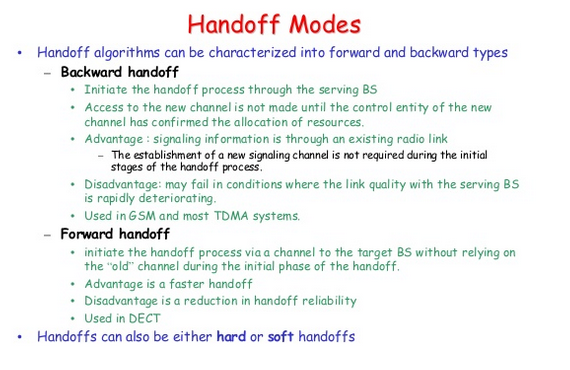 Handoff Modes
• Handoff algorithms can be characterized into forward and backward types
– Backward handoff
• Initiate the handoff process through the serving BS
• Access to the new channel is not made until the control entity of the new
channel has confirmed the allocation of resources.
• Advantage : signaling information is through an existing radio link
– The establishment of a new signaling channel is not required during the initial
stages of the handoff process.
• Disadvantage: may fail in conditions where the link quality with the serving BS
is rapidly deteriorating.
• Used in GSM and most TDMA systems.
– Forward handoff
• initiate the handoff process via a channel to the target BS without relying on
the “old” channel during the initial phase of the handoff.
• Advantage is a faster handoff
• Disadvantage is a reduction in handoff reliability
• Used in DECT
• Handoffs can also be either hard or soft handoffs